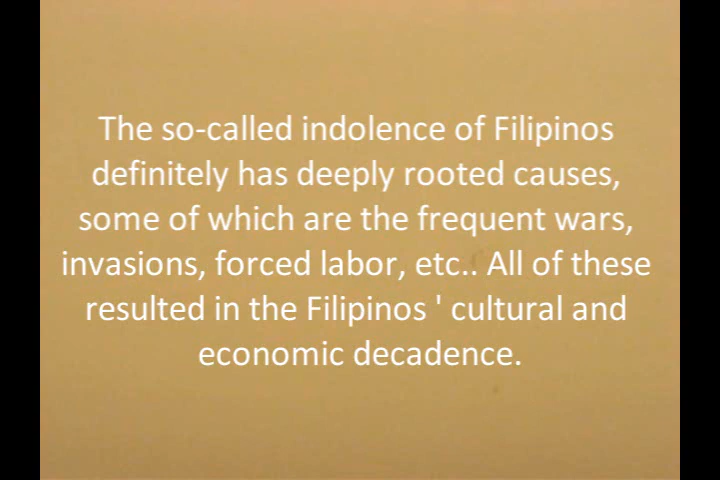 The so-called indolence of Filipinos
definitely has deeply rooted causes,
some of which are the frequent wars,
invasions, forced labor, etc.. All of these
resulted in the Filipinos ' cultural and
economic decadence.